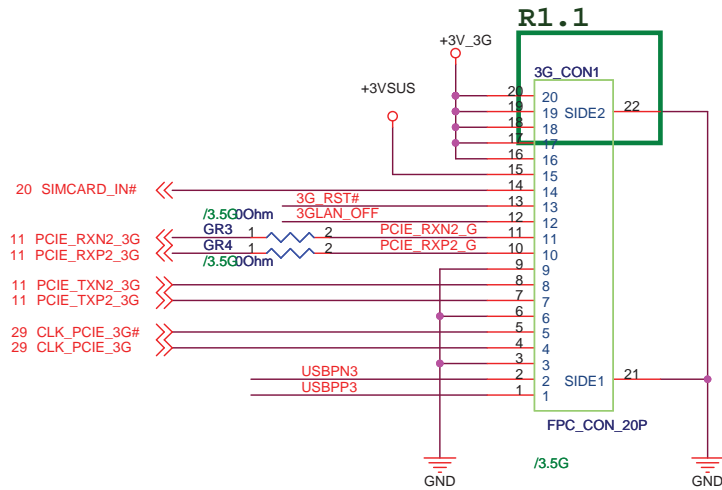 R1.1
+3V_3G
3G_CON1
+3VSUS
20 20
19 19 SIDE2 22
18 18
17 17
16 16
15 15
20 SIMCARD_IN# 14 14
3G_RST# 13 13
3GLAN_OFF 12 12
/3.5G 0Ohm
11 PCIE_RXN2_3G GR3 1 2 PCIE_RXN2_G 11 11
11 PCIE_RXP2_3G GR4 1 2 PCIE_RXP2_G 10 10
/3.5G 0Ohm
9 9
11 PCIE_TXN2_3G 8 8
11 PCIE_TXP2_3G 7 7
6 6
29 CLK_PCIE_3G# 5 5
29 CLK_PCIE_3G 4 4
3 3
USBPN3 2 2 SIDE1 21
USBPP3 1 1
FPC_CON_20P
/3.5G
GND
GND